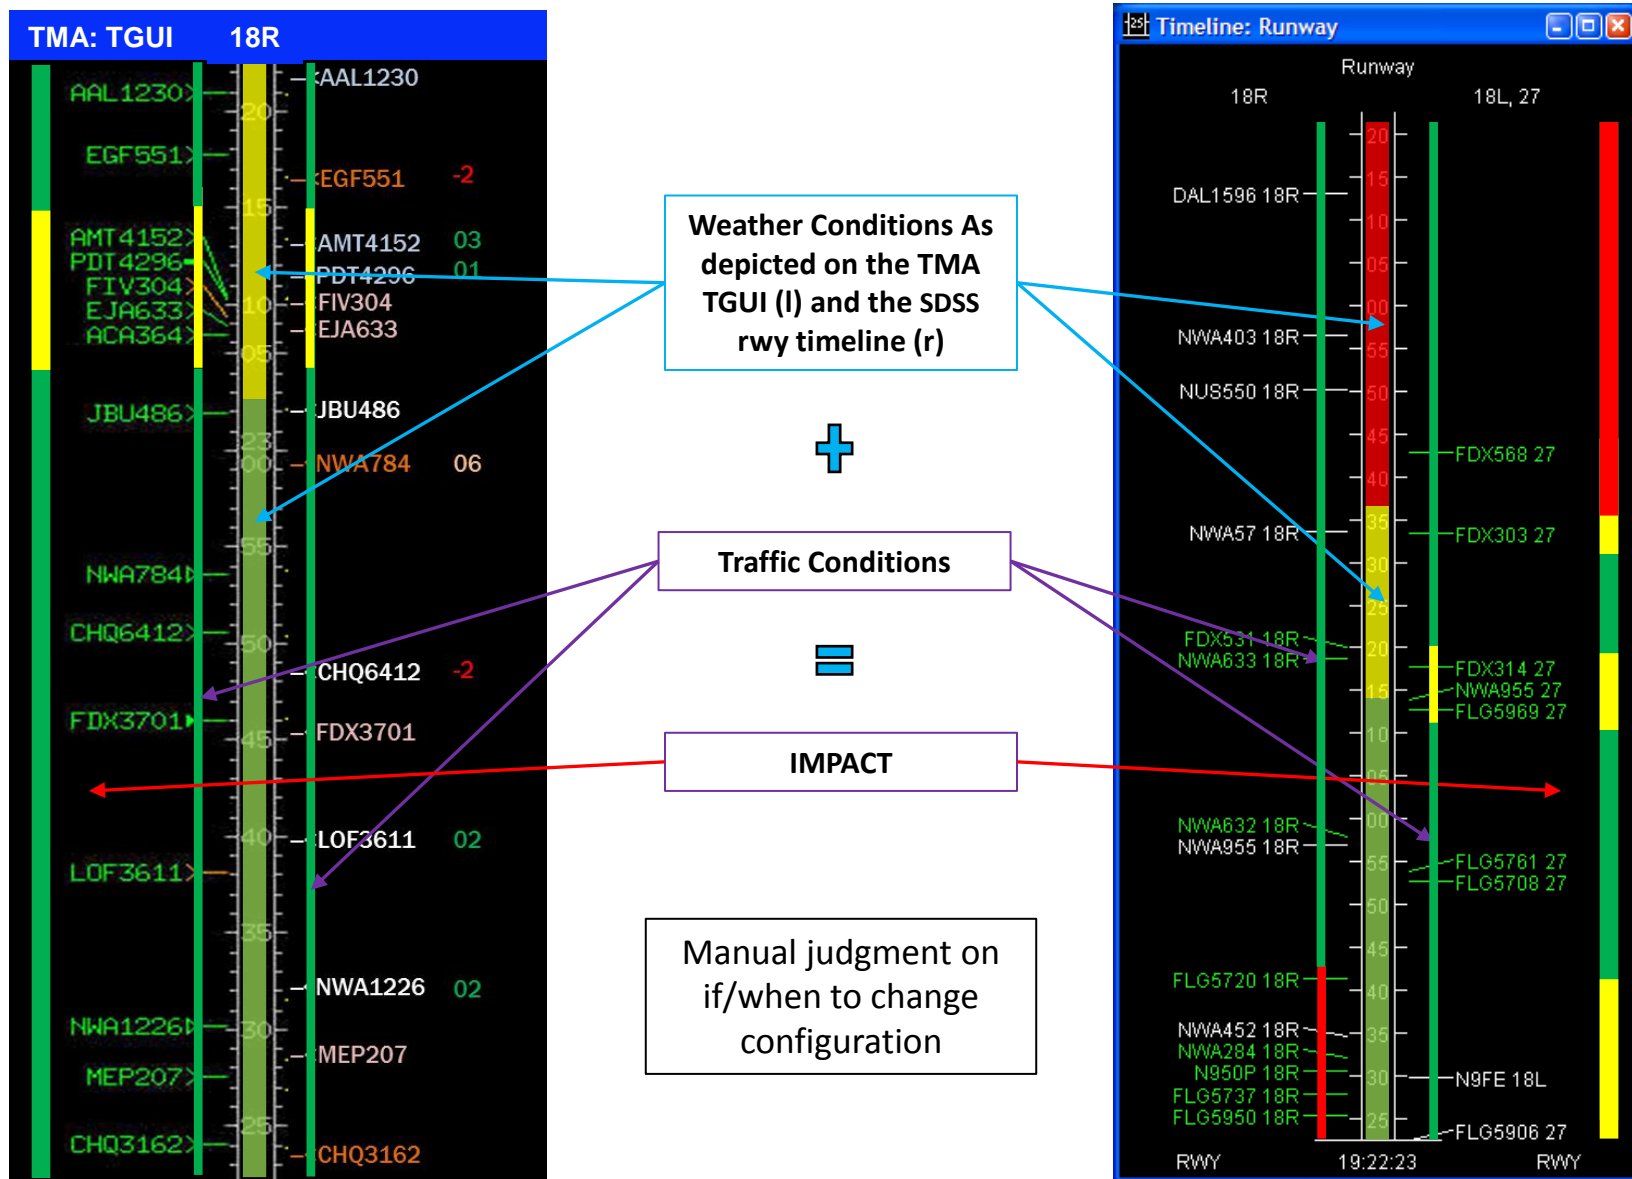 TMA: TGUI 18R
AAL1230
EGF551
AMT4152
PDT4296
FIV304
EJA633
ACA364
JBU486
NWA784
CHQ6412
FDX3701
LOF3611
NWA1226
MEP207
CHQ3162
20
15
10
05
23
00
55
50
45
40
35
30
25
AAL1230
EGF551 -2
AMT4152 03
PDT4296 01
FIV304
EJA633
JBU486
NWA784 06
CHQ6412 -2
FDX3701
LOF3611 02
NWA1226 02
MEP207
CHQ3162
Weather Conditions As
depicted on the TMA
TGUI (l) and the SDSS
rwy timeline (r)
Traffic Conditions
IMPACT
Manual judgment on
if/when to change
configuration
Timeline: Runway
Runway
18R 18L, 27
DAL1596 18R
NWA403 18R
NUS550 18R
NWA57 18R
FDX531 18R
NWA633 18R
NWA632 18R
NWA955 18R
FLG5720 18R
NWA452 18R
NWA284 18R
N950P 18R
FLG5737 18R
FLG5950 18R
20
15
10
05
00
55
50
45
40
35
30
25
20
15
10
05
00
55
50
45
40
35
30
25
FDX568 27
FDX303 27
FDX314 27
NWA955 27
FLG5969 27
FLG5761 27
FLG5708 27
N9FE 18L
FLG5906 27
RWY 19:22:23 RWY